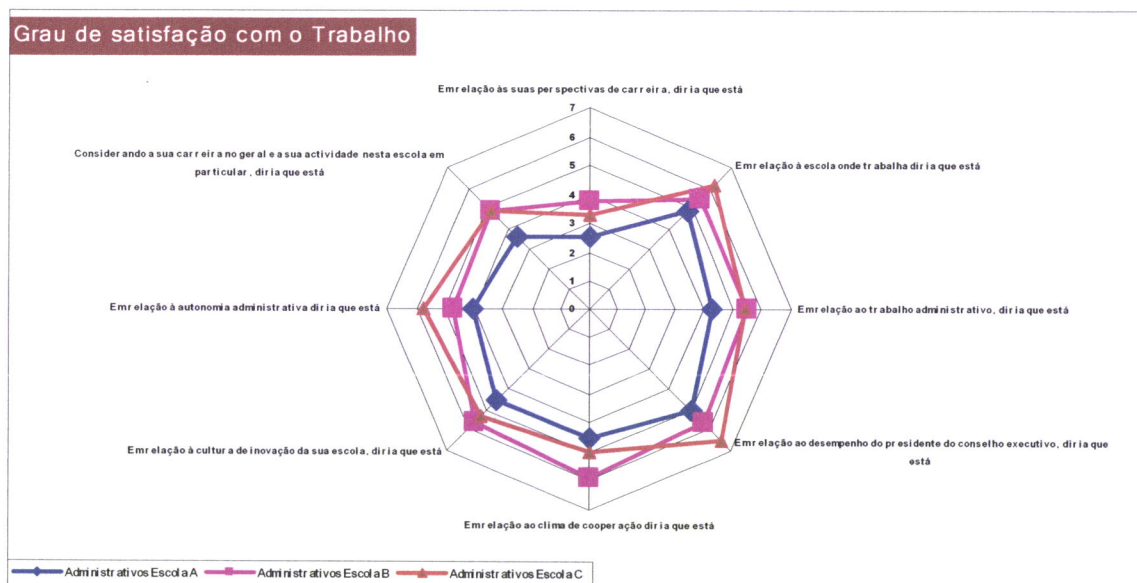 Grau de satisfação com o Trabalho
Em relação às suas perspectivas de carreira, diria que está
7
6
5
4
3
2
1
0
Em relação à escola onde trabalha diria que está
Em relação ao trabalho administrativo, diria que está
Em relação ao desempenho do presidente do conselho executivo, diria que
está
Em relação ao clima de cooperação diria que está
Em relação à cultura de inovação da sua escola, diria que está
Em relação à autonomia administrativa diria que está
Considerando a sua carreira no geral e a sua actividade nesta escola em
particular, diria que está
Administrativos Escola A
Administrativos Escola B
Administrativos Escola C